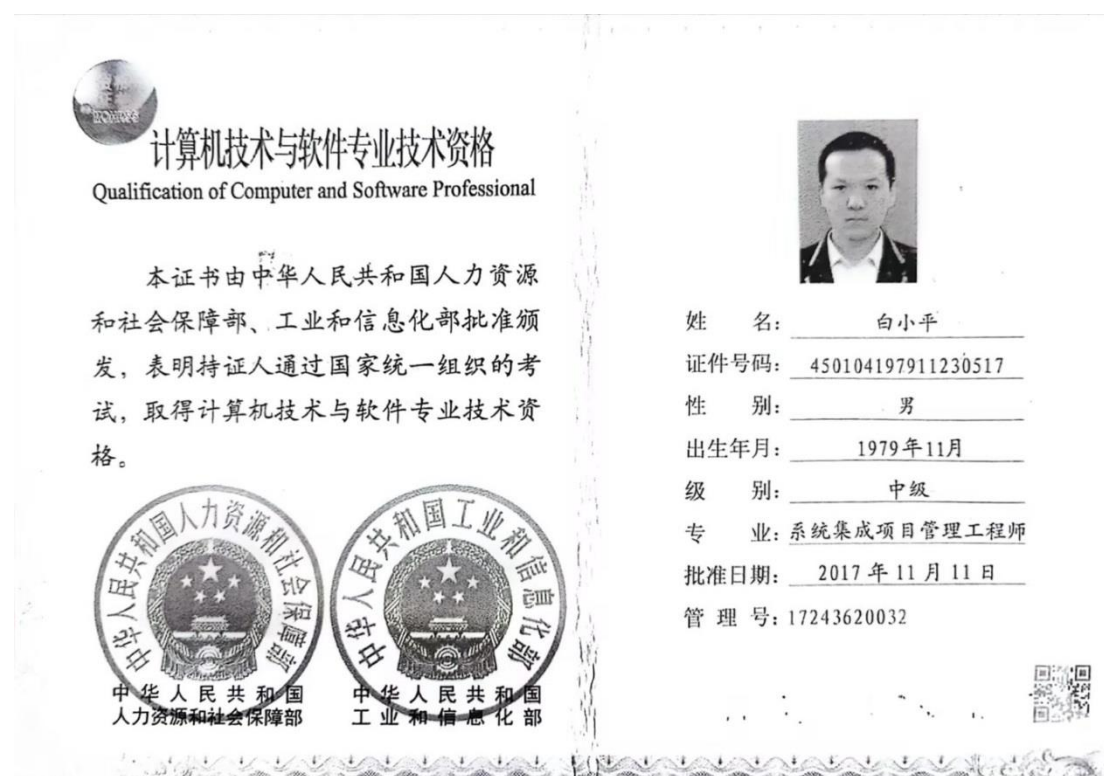 计算机技术与软件专业技术资格
Qualification of Computer and Software Professional
本证书由中华人民共和国人力资源
和社会保障部、工业和信息化部批准颁
发，表明持证人通过国家统一组织的考
试，取得计算机技术与软件专业技术资
格。
中华人民共和国人力资源和社会保障部
中华人民共和国工业和信息化部
中华人民共和国
人力资源和社会保障部
中华人民共和国
工业和信息化部
姓 名： 白小平
证件号码： 450104197911230517
性 别： 男
出生年月： 1979年11月
级 别： 中级
专 业： 系统集成项目管理工程师
批准日期： 2017 年 11 月 11 日
管 理 号： 17243620032